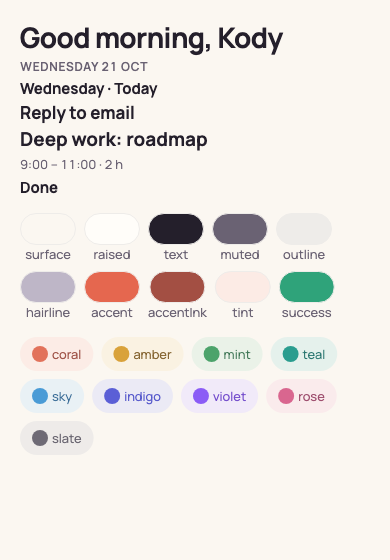 Good morning, Kody
WEDNESDAY 21 OCT
Wednesday · Today
Reply to email
Deep work: roadmap
9:00 – 11:00 · 2 h
Done
surface raised text muted outline
hairline accent accentInk tint success
coral amber mint teal
sky indigo violet rose
slate